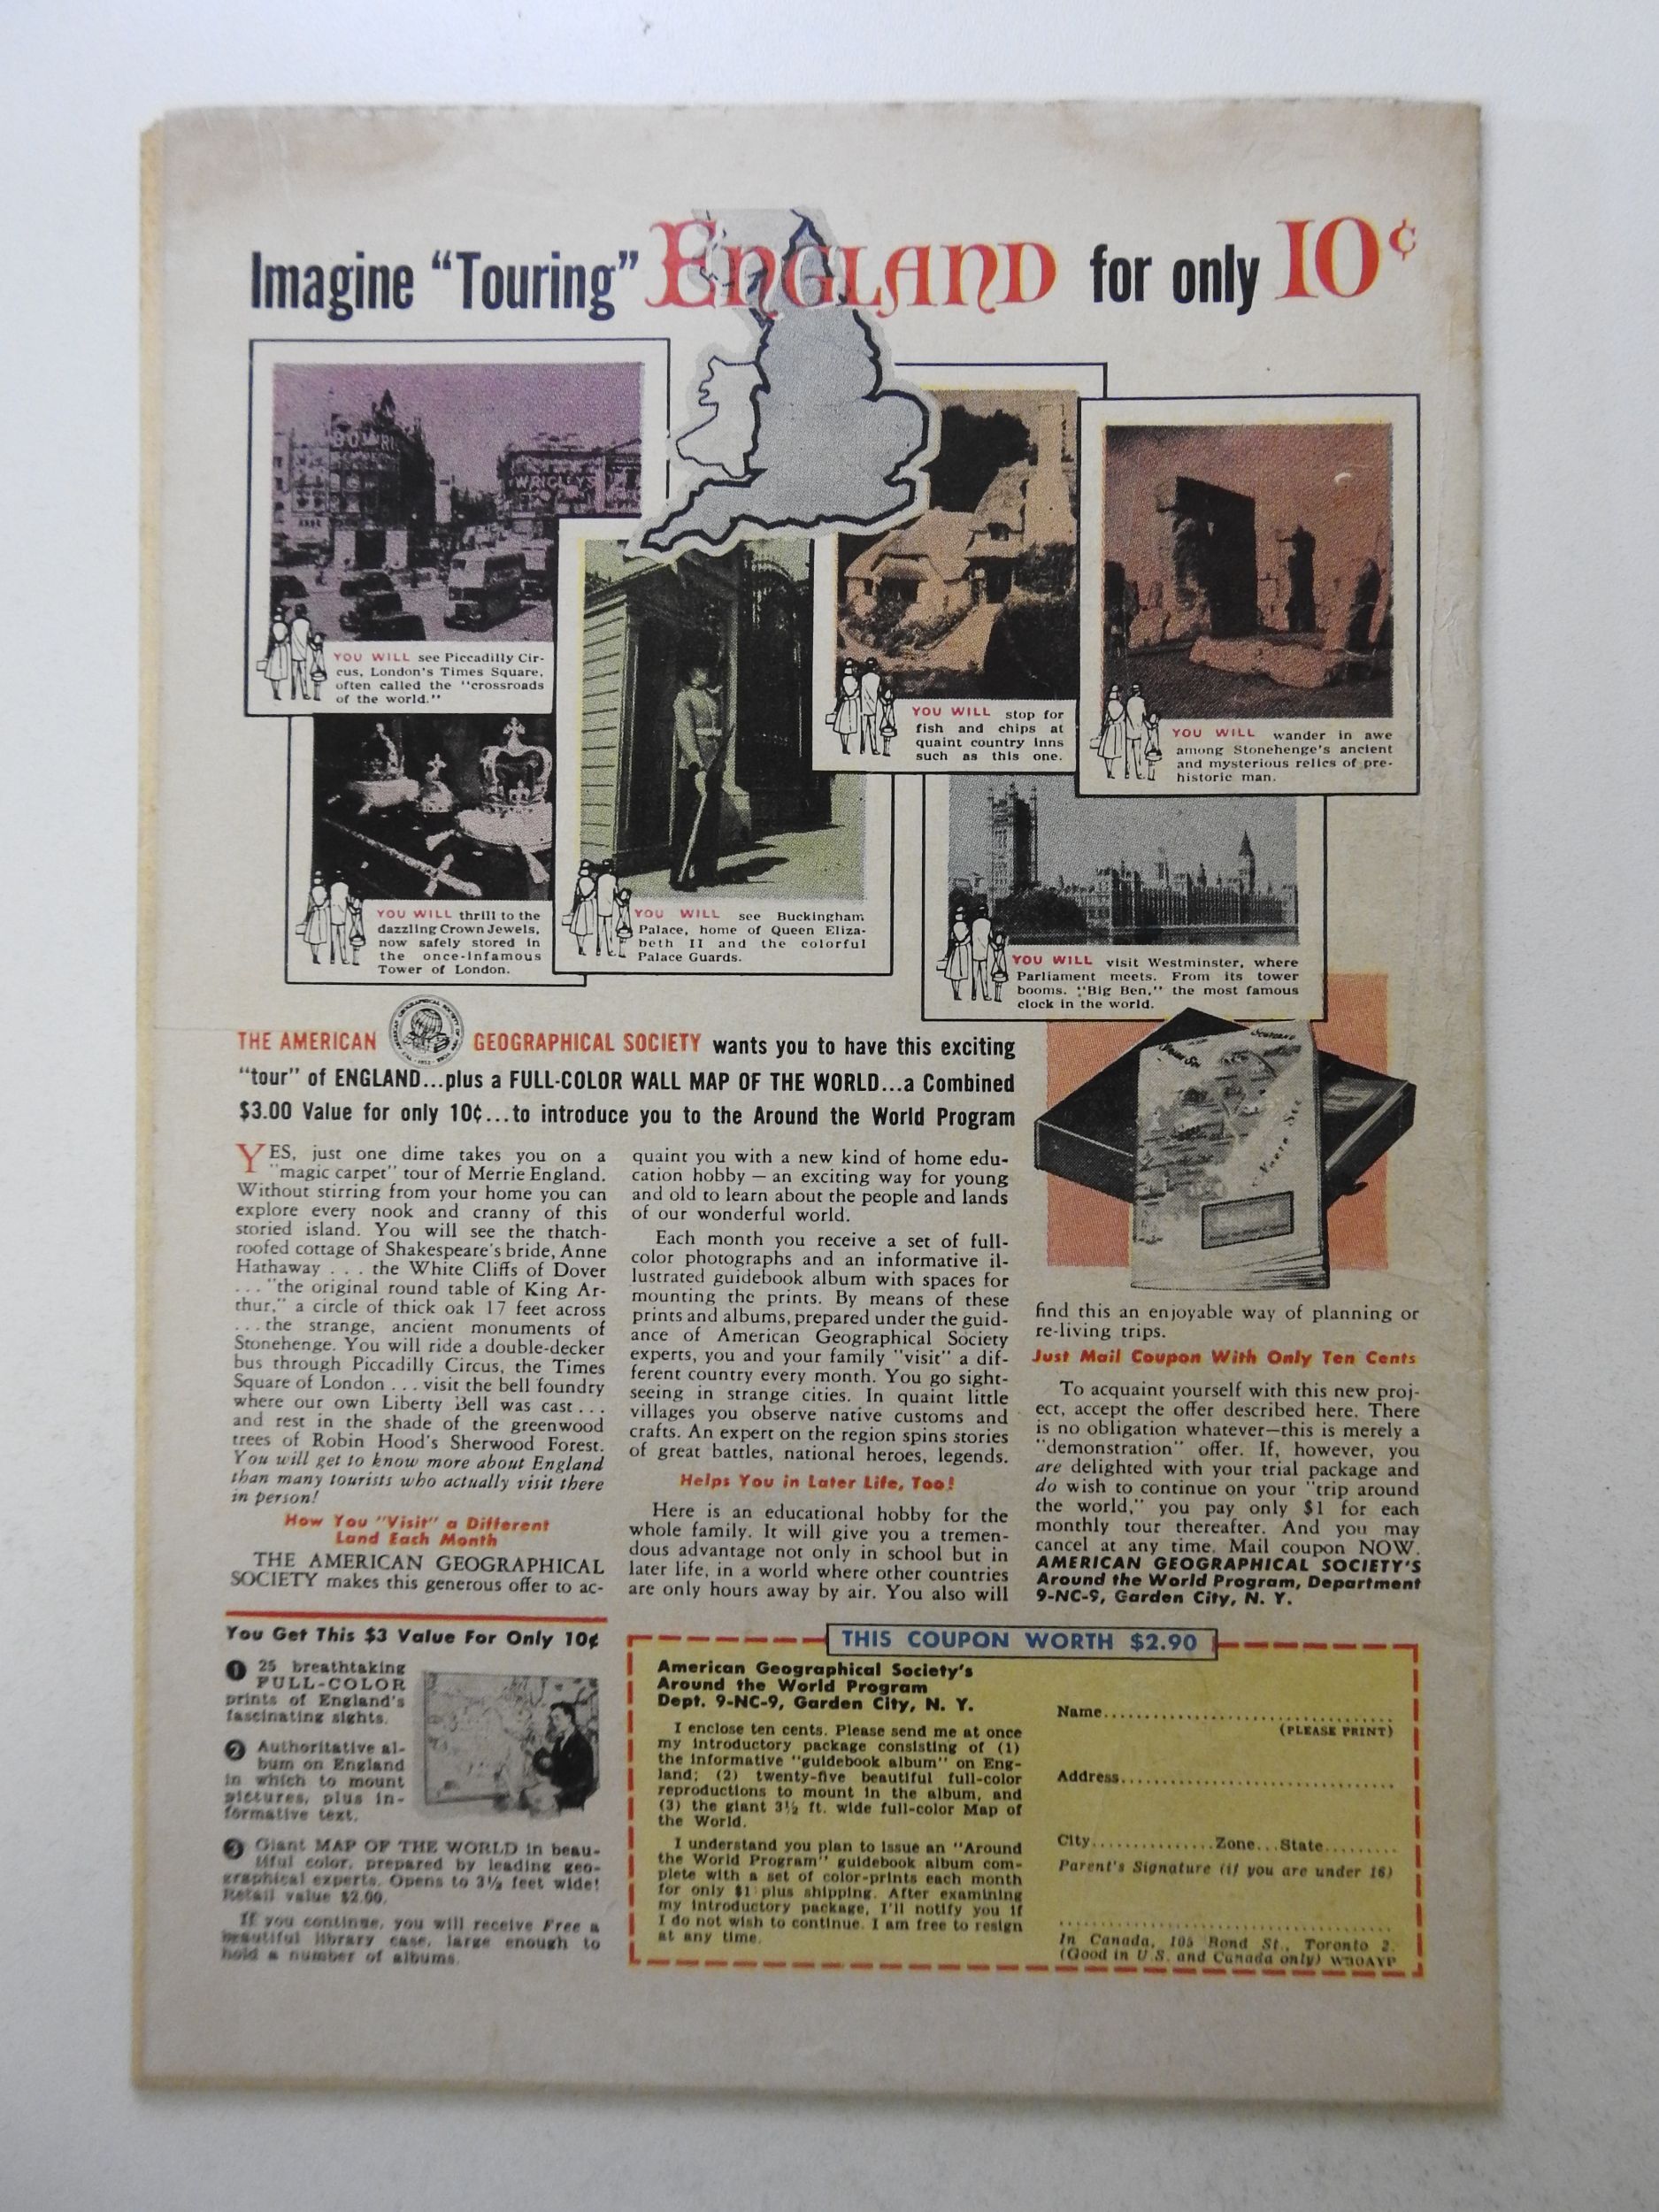 Imagine "Touring" ENGLAND for only 10¢
BOVRIL
WRIGLEY'S
YOU WILL see Piccadilly Cir-
cus, London's Times Square,
often called the "crossroads
of the world."
YOU WILL stop for
fish and chips at
quaint country inns
such as this one.
YOU WILL wander in awe
among Stonehenge's ancient
and mysterious relics of pre-
historic man.
YOU WILL thrill to the
dazzling Crown Jewels,
now safely stored in
the once-infamous
Tower of London.
YOU WILL see Buckingham
Palace, home of Queen Eliza-
beth II and the colorful
Palace Guards.
YOU WILL visit Westminster, where
Parliament meets. From its tower
booms. "Big Ben," the most famous
clock in the world.
THE AMERICAN GEOGRAPHICAL SOCIETY wants you to have this exciting
"tour" of ENGLAND...plus a FULL-COLOR WALL MAP OF THE WORLD...a Combined
$3.00 Value for only 10¢...to introduce you to the Around the World Program
YES, just one dime takes you on a
"magic carpet" tour of Merrie England.
Without stirring from your home you can
explore every nook and cranny of this
storied island. You will see the thatch-
roofed cottage of Shakespeare's bride, Anne
Hathaway . . . the White Cliffs of Dover
. . . "the original round table of King Ar-
thur," a circle of thick oak 17 feet across
. . . the strange, ancient monuments of
Stonehenge. You will ride a double-decker
bus through Piccadilly Circus, the Times
Square of London . . . visit the bell foundry
where our own Liberty Bell was cast . . .
and rest in the shade of the greenwood
trees of Robin Hood's Sherwood Forest.
You will get to know more about England
than many tourists who actually visit there
in person!
How You "Visit" a Different
Land Each Month
THE AMERICAN GEOGRAPHICAL
SOCIETY makes this generous offer to ac-
quaint you with a new kind of home edu-
cation hobby — an exciting way for young
and old to learn about the people and lands
of our wonderful world.
Each month you receive a set of full-
color photographs and an informative il-
lustrated guidebook album with spaces for
mounting the prints. By means of these
prints and albums, prepared under the guid-
ance of American Geographical Society
experts, you and your family "visit" a dif-
ferent country every month. You go sight-
seeing in strange cities. In quaint little
villages you observe native customs and
crafts. An expert on the region spins stories
of great battles, national heroes, legends.
Helps You in Later Life, Too!
Here is an educational hobby for the
whole family. It will give you a tremen-
dous advantage not only in school but in
later life, in a world where other countries
are only hours away by air. You also will
find this an enjoyable way of planning or
re-living trips.
Just Mail Coupon With Only Ten Cents
To acquaint yourself with this new proj-
ect, accept the offer described here. There
is no obligation whatever—this is merely a
"demonstration" offer. If, however, you
are delighted with your trial package and
do wish to continue on your "trip around
the world," you pay only $1 for each
monthly tour thereafter. And you may
cancel at any time. Mail coupon NOW.
AMERICAN GEOGRAPHICAL SOCIETY'S
Around the World Program, Department
9-NC-9, Garden City, N. Y.
You Get This $3 Value For Only 10¢
1 25 breathtaking
FULL-COLOR
prints of England's
fascinating sights.
2 Authoritative al-
bum on England
in which to mount
pictures, plus in-
formative text.
3 Giant MAP OF THE WORLD in beau-
tiful color, prepared by leading geo-
graphical experts. Opens to 3½ feet wide!
Retail value $2.00.
If you continue, you will receive Free a
beautiful library case, large enough to
hold a number of albums.
THIS COUPON WORTH $2.90
American Geographical Society's
Around the World Program
Dept. 9-NC-9, Garden City, N. Y.
I enclose ten cents. Please send me at once
my introductory package consisting of (1)
the informative "guidebook album" on Eng-
land; (2) twenty-five beautiful full-color
reproductions to mount in the album, and
(3) the giant 3½ ft. wide full-color Map of
the World.
I understand you plan to issue an "Around
the World Program" guidebook album com-
plete with a set of color-prints each month
for only $1 plus shipping. After examining
my introductory package, I'll notify you if
I do not wish to continue. I am free to resign
at any time.
Name
(PLEASE PRINT)
Address
City...............Zone...State.........
Parent's Signature (if you are under 16)
In Canada, 105 Bond St., Toronto 2.
(Good in U.S. and Canada only) W30AYP